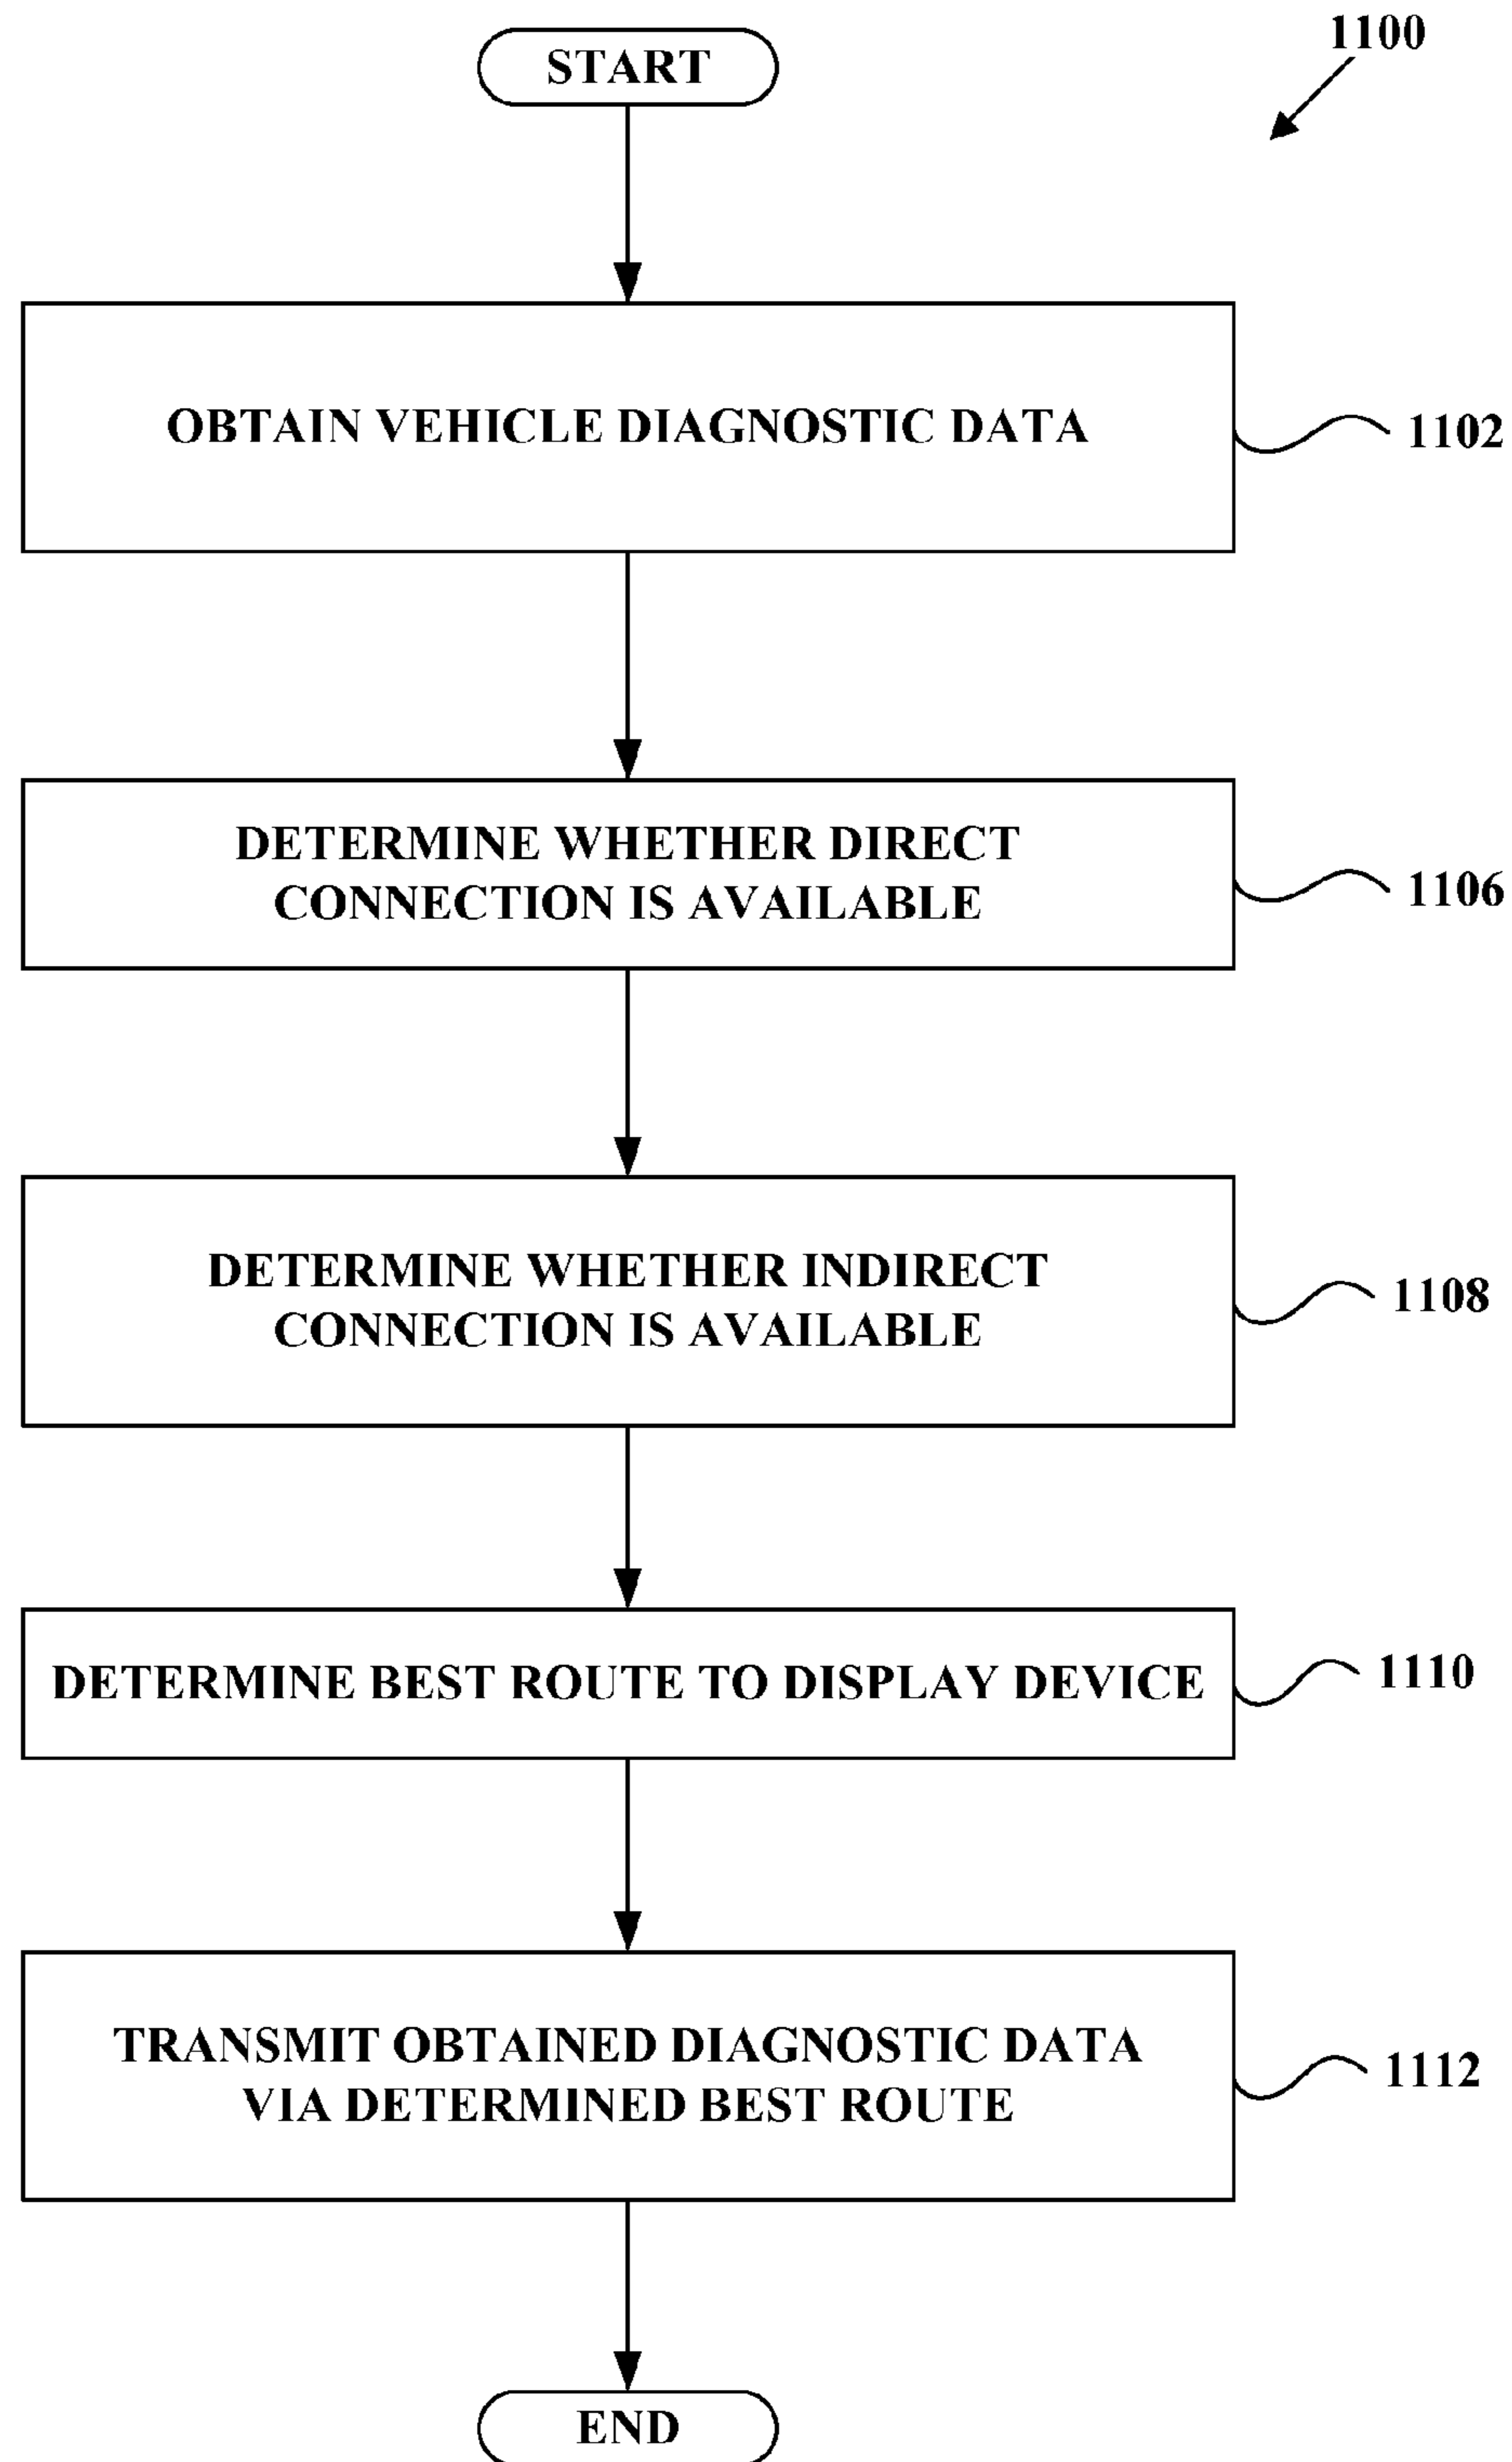 START
1100
OBTAIN VEHICLE DIAGNOSTIC DATA
1102
DETERMINE WHETHER DIRECT
CONNECTION IS AVAILABLE
1106
DETERMINE WHETHER INDIRECT
CONNECTION IS AVAILABLE
1108
DETERMINE BEST ROUTE TO DISPLAY DEVICE
1110
TRANSMIT OBTAINED DIAGNOSTIC DATA
VIA DETERMINED BEST ROUTE
1112
END